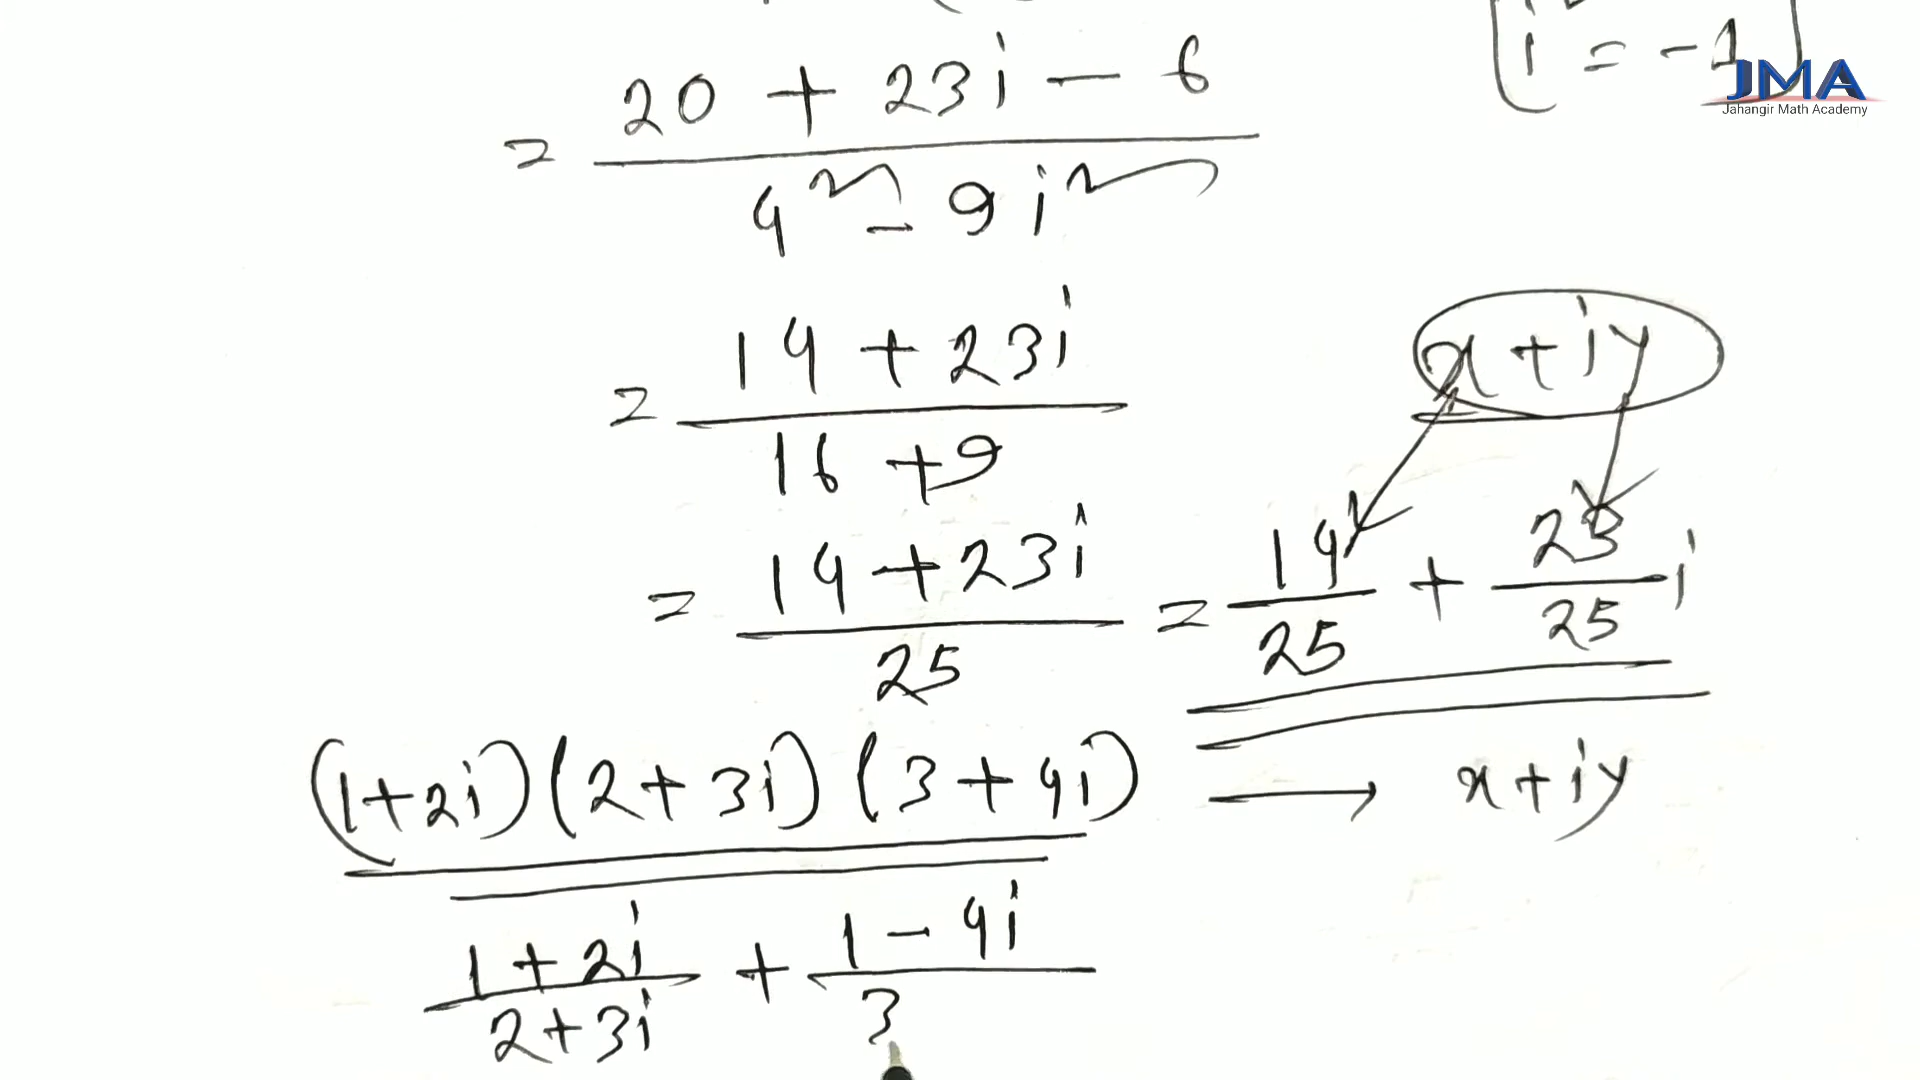 i² = -1
JMA
Jahangir Math Academy
= (20 + 23i - 6) / (4² - 9i²)
= (14 + 23i) / (16 + 9)
x + iy
= (14 + 23i) / 25 = 14/25 + 23/25 i
(1+2i)(2+3i)(3+4i) → x+iy
(1+2i)/(2+3i) + (1-4i)/3